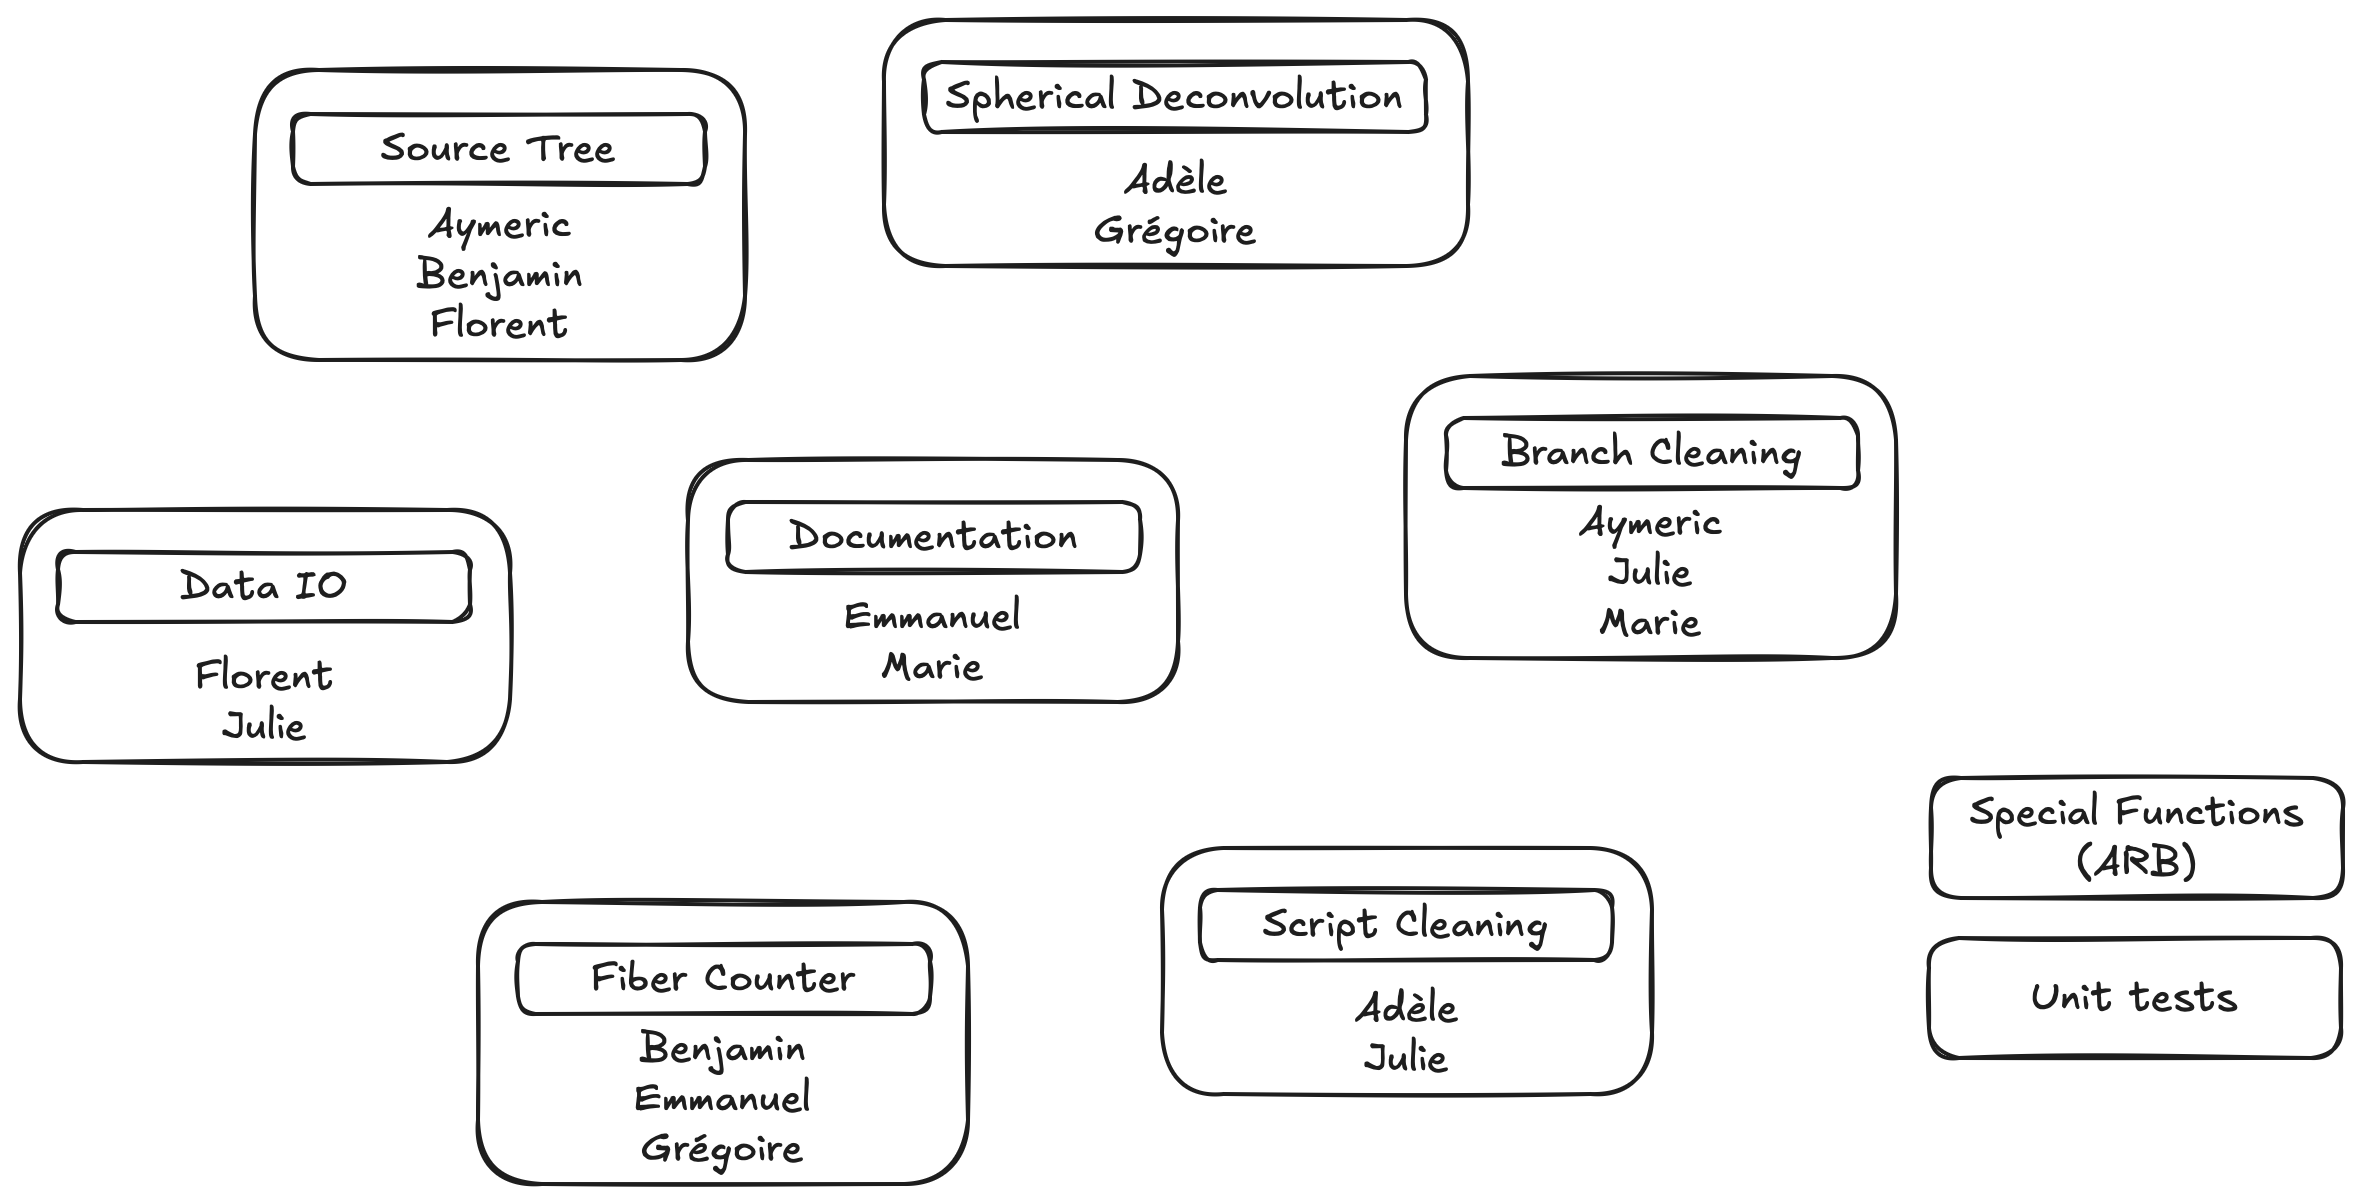 Source Tree
Aymeric
Benjamin
Florent
Spherical Deconvolution
Adèle
Grégoire
Data IO
Florent
Julie
Documentation
Emmanuel
Marie
Branch Cleaning
Aymeric
Julie
Marie
Fiber Counter
Benjamin
Emmanuel
Grégoire
Script Cleaning
Adèle
Julie
Special Functions
(ARB)
Unit tests